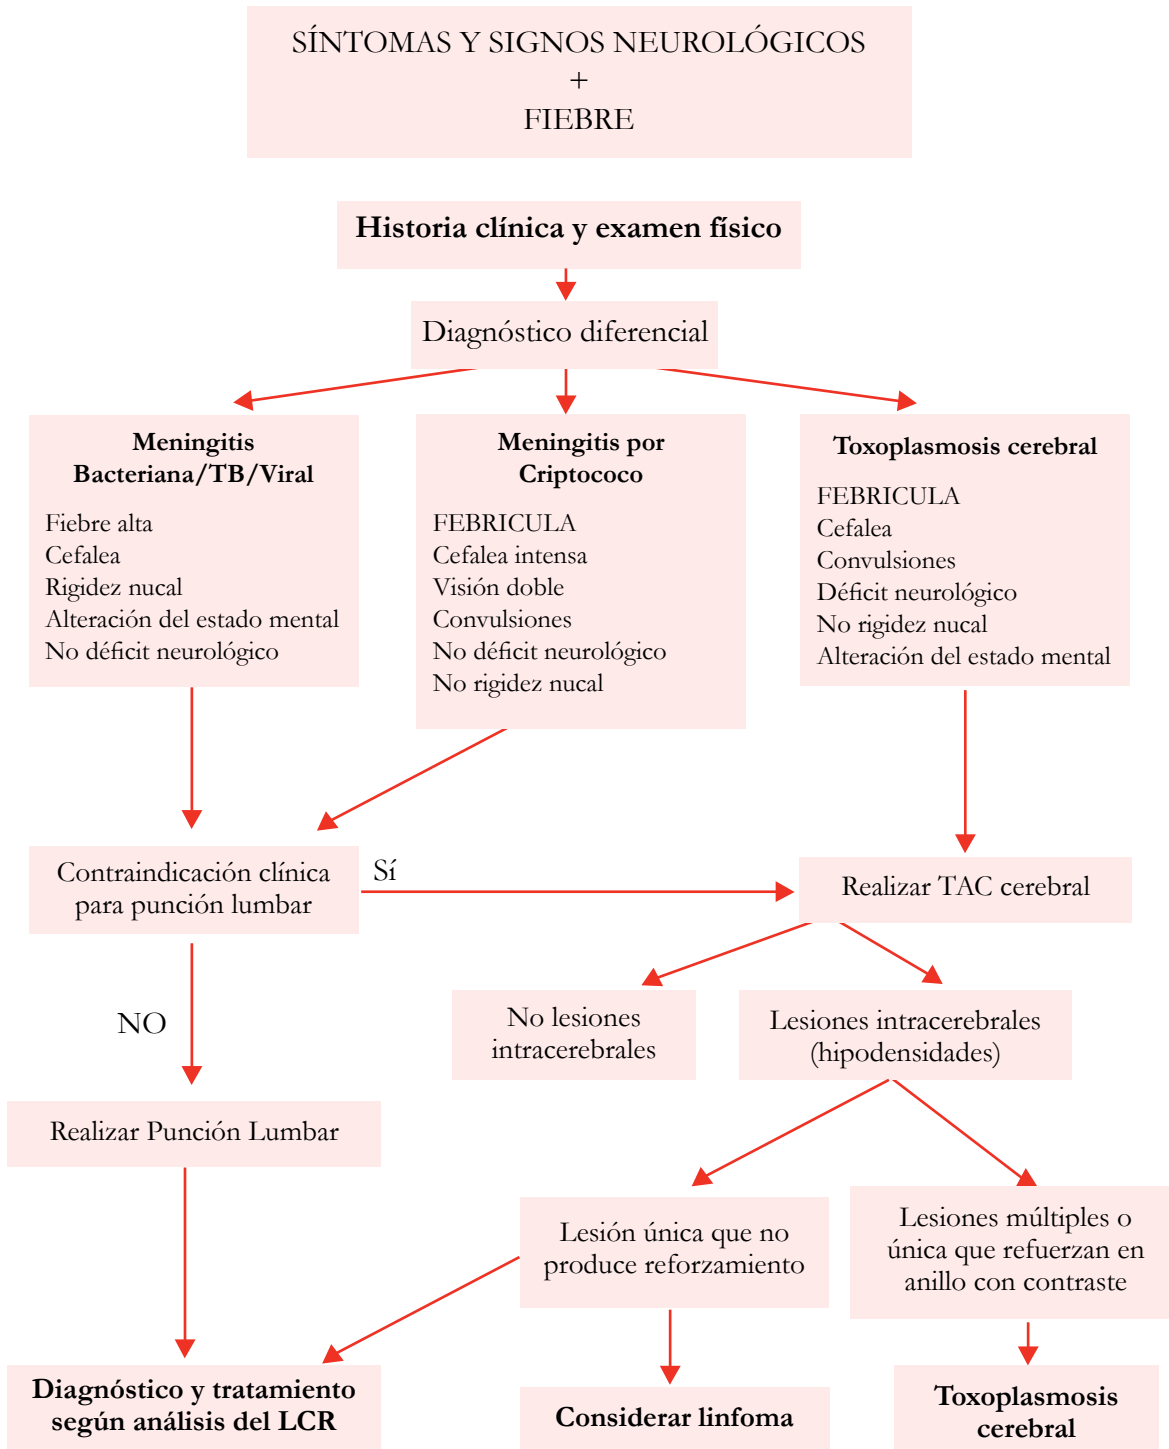 SÍNTOMAS Y SIGNOS NEUROLÓGICOS
+
FIEBRE
Historia clínica y examen físico
Diagnóstico diferencial
Meningitis
Bacteriana/TB/Viral
Fiebre alta
Cefalea
Rigidez nucal
Alteración del estado mental
No déficit neurológico
Meningitis por
Criptococo
FEBRICULA
Cefalea intensa
Visión doble
Convulsiones
No déficit neurológico
No rigidez nucal
Toxoplasmosis cerebral
FEBRICULA
Cefalea
Convulsiones
Déficit neurológico
No rigidez nucal
Alteración del estado mental
Contraindicación clínica
para punción lumbar
Sí
Realizar TAC cerebral
NO
No lesiones
intracerebrales
Lesiones intracerebrales
(hipodensidades)
Realizar Punción Lumbar
Lesión única que no
produce reforzamiento
Lesiones múltiples o
única que refuerzan en
anillo con contraste
Diagnóstico y tratamiento
según análisis del LCR
Considerar linfoma
Toxoplasmosis
cerebral